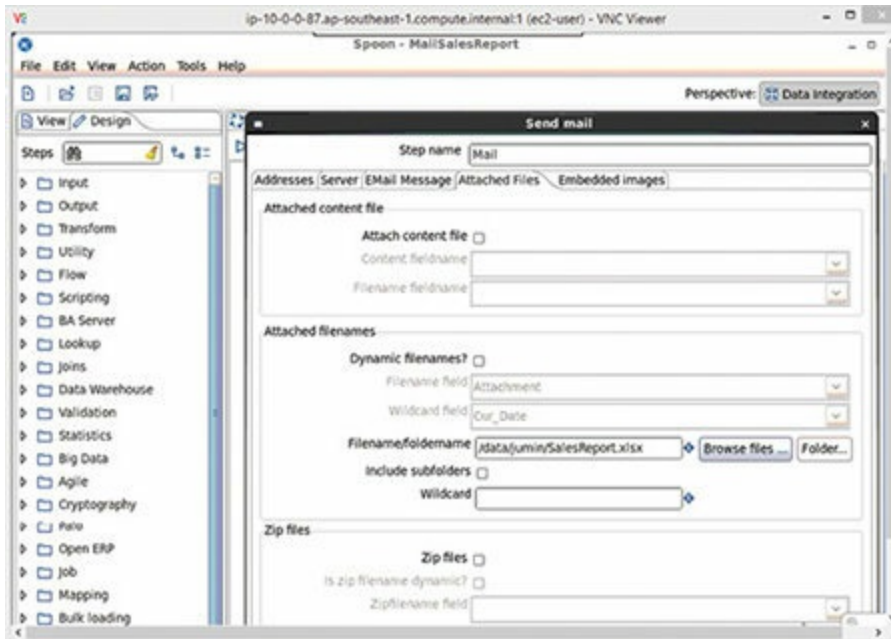 ip-10-0-0-87.ap-southeast-1.compute.internal:1 (ec2-user) - VNC Viewer
Spoon - MailSalesReport
File Edit View Action Tools Help
Perspective: Data Integration
View Design
Steps
Input
Output
Transform
Utility
Flow
Scripting
BA Server
Lookup
Joins
Data Warehouse
Validation
Statistics
Big Data
Agile
Cryptography
Palo
Open ERP
Job
Mapping
Bulk loading
Send mail
Step name Mail
Addresses Server EMail Message Attached Files Embedded images
Attached content file
Attach content file
Content fieldname
Filename fieldname
Attached filenames
Dynamic filenames?
Filename field Attachment
Wildcard field Cur_Date
Filename/foldername /data/jumin/SalesReport.xlsx Browse files ... Folder...
Include subfolders
Wildcard
Zip files
Zip files
Is zip filename dynamic?
Zipfilename field